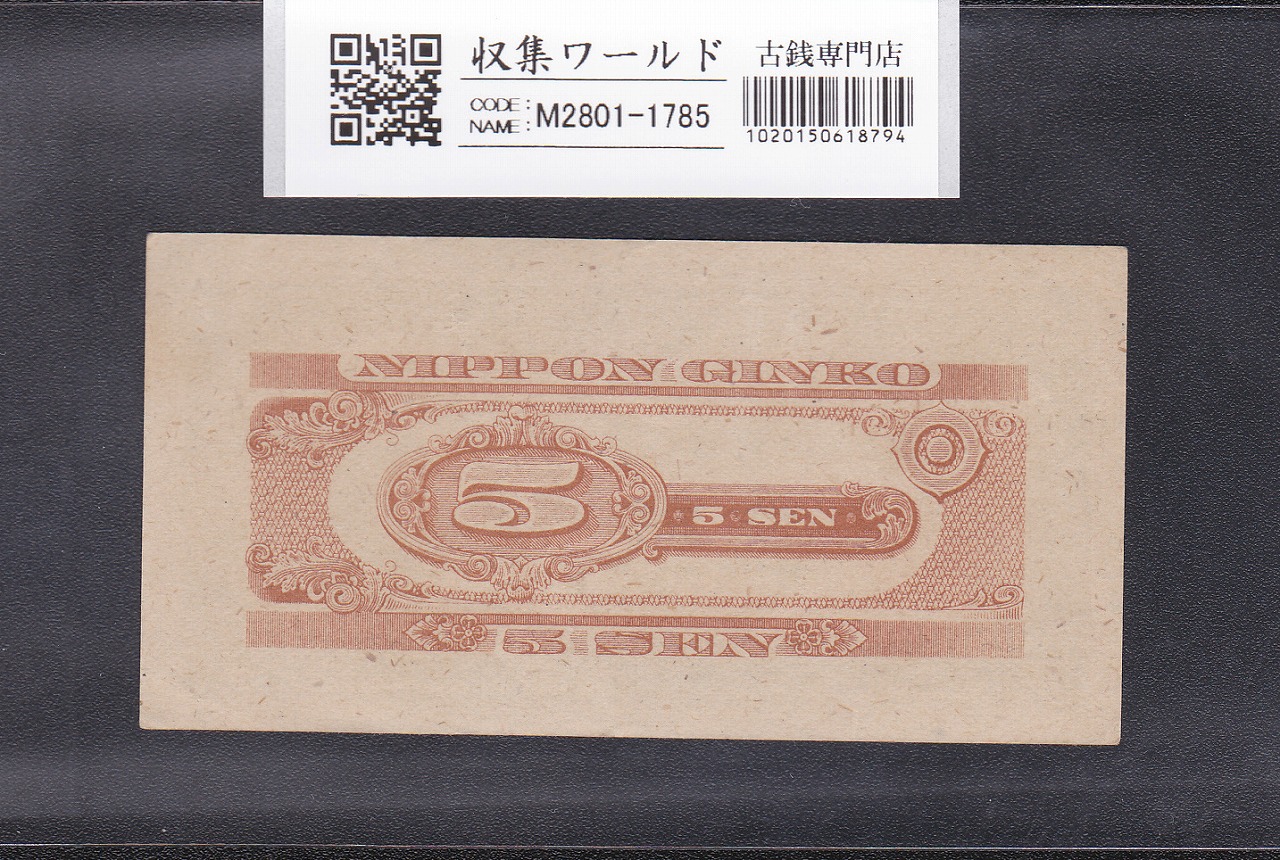 収集ワールド 古銭専門店
CODE:
NAME: M2801-1785
1020150618794
NIPPON GINKO
5
5 SEN
5 SEN